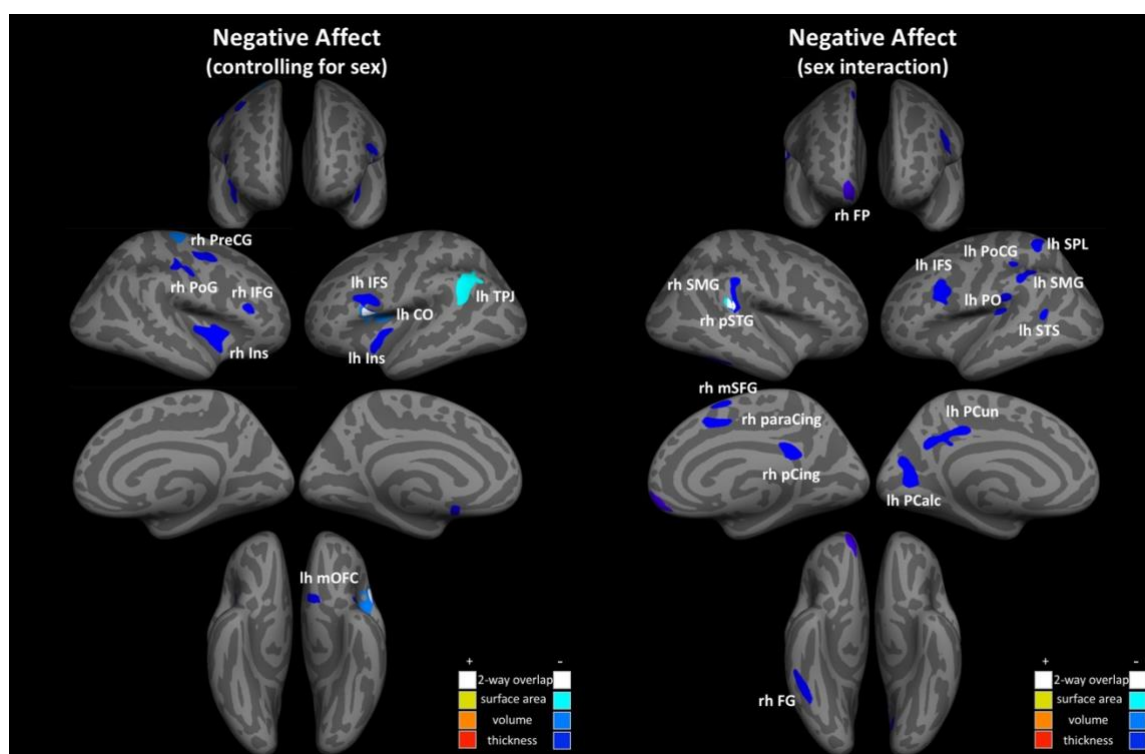 Negative Affect
(controlling for sex)
rh PreCG
rh PoG
rh IFG
rh Ins
lh IFS
lh CO
lh TPJ
lh Ins
lh mOFC
+ -
2-way overlap
surface area
volume
thickness
Negative Affect
(sex interaction)
rh FP
rh SMG
rh pSTG
lh SPL
lh PoCG
lh IFS
lh SMG
lh PO
lh STS
rh mSFG
rh paraCing
rh pCing
lh PCun
lh PCalc
rh FG
+ -
2-way overlap
surface area
volume
thickness